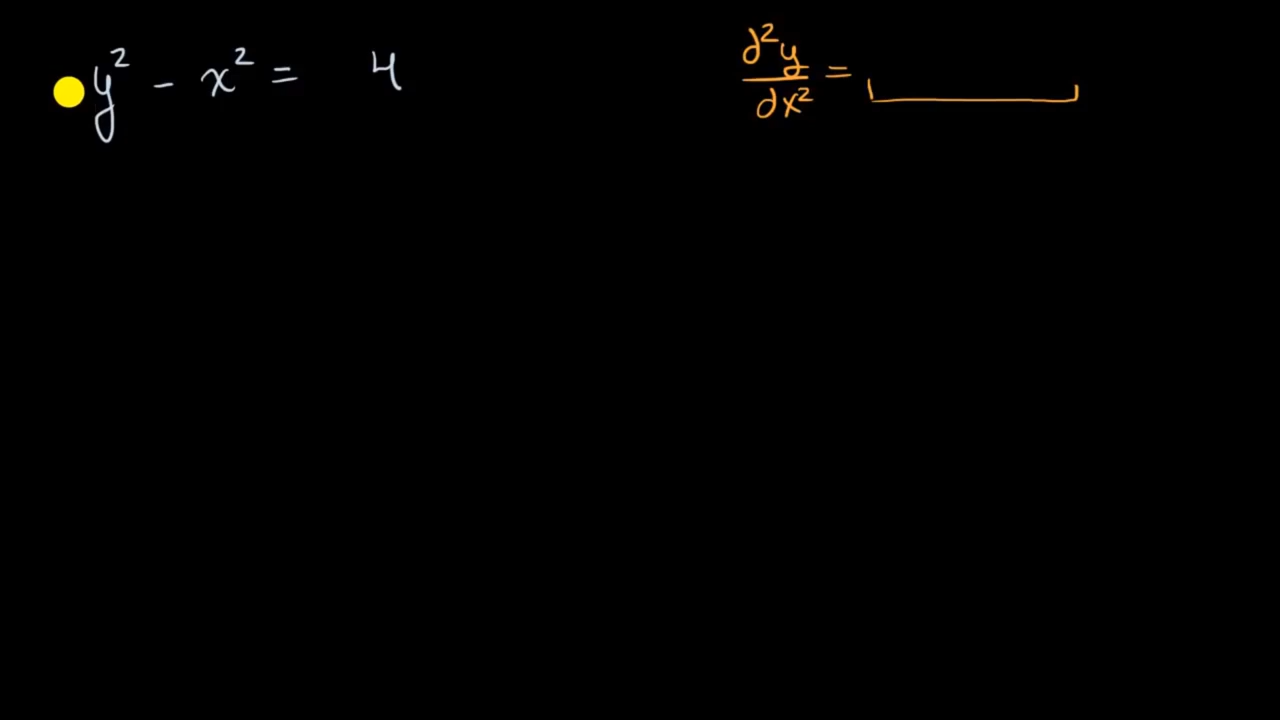 y² - x² = 4
d²y/dx² =